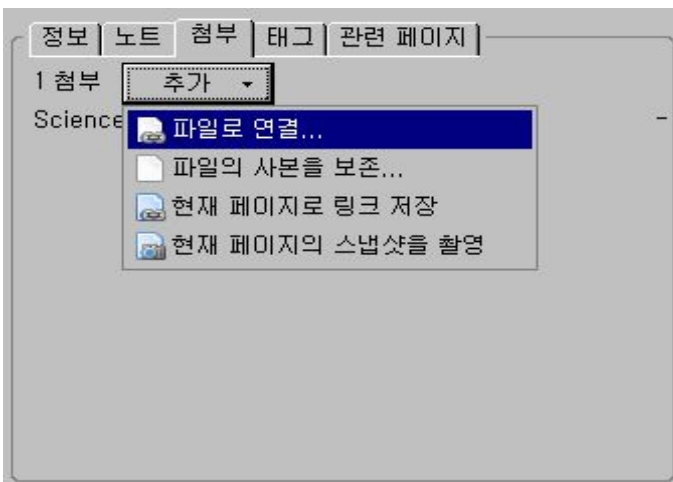 정보 노트 첨부 태그 관련 페이지
1 첨부 추가
Science -
파일로 연결...
파일의 사본을 보존...
현재 페이지로 링크 저장
현재 페이지의 스냅샷을 촬영